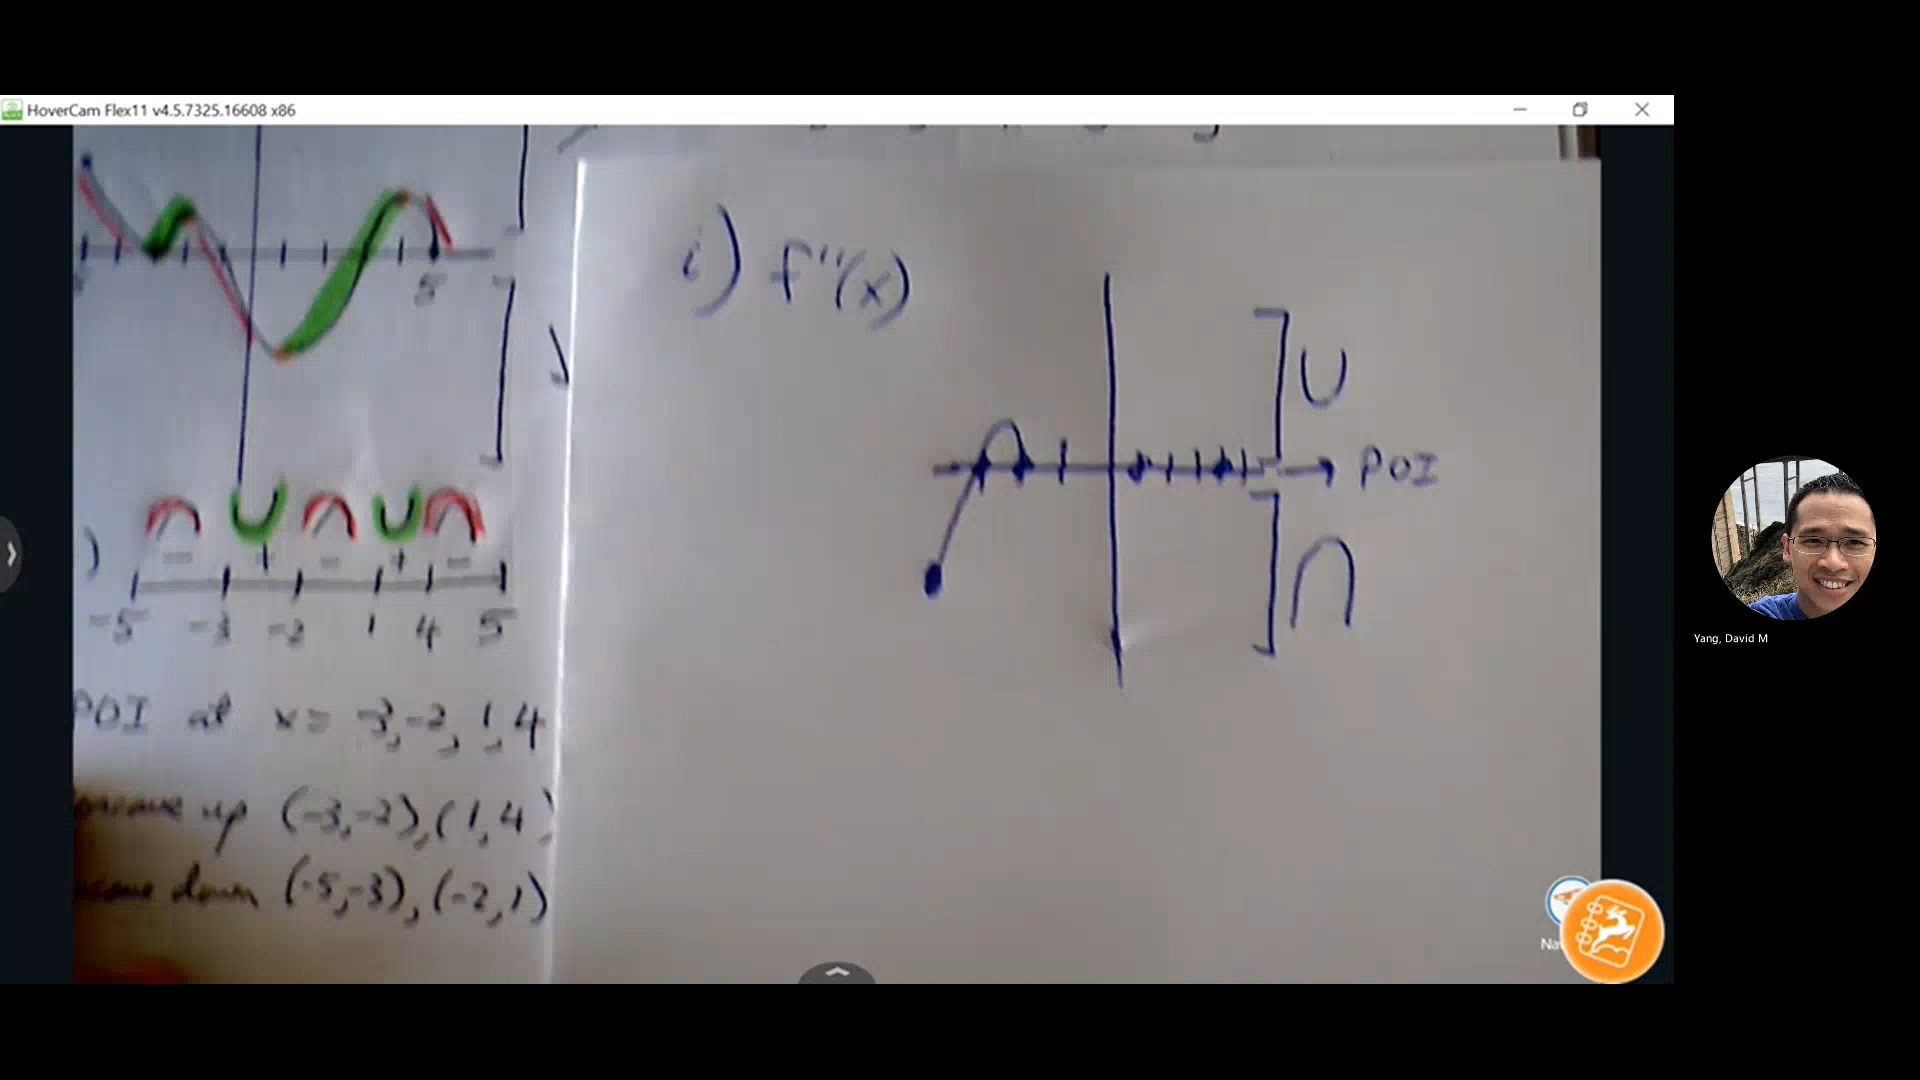 HoverCam Flex11 v4.5.7325.16608 x86
5
i) f''(x)
POI
)
− + − + −
-5 -3 -2 1 4 5
POI at x = -3, -2, 1, 4
up (-3,-2), (1,4)
down (-5,-3), (-2,1)
Yang, David M